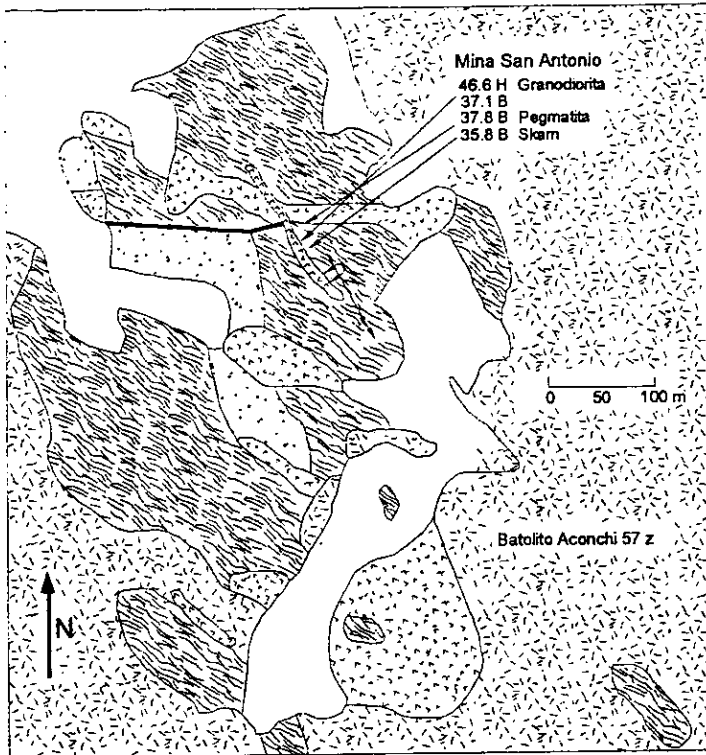 Mina San Antonio
46.6 H Granodiorita
37.1 B
37.8 B Pegmatita
35.8 B Skarn
0 50 100 m
Batolito Aconchi 57 z
N